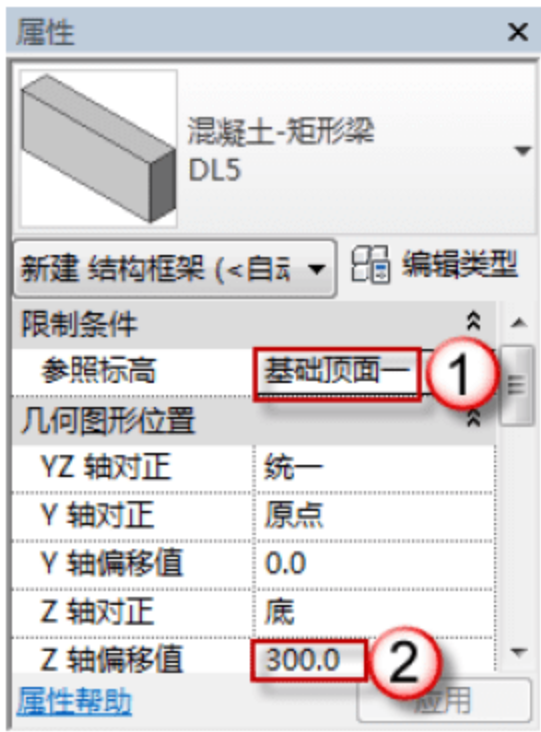 属性
混凝土-矩形梁
DL5
新建 结构框架 (<自
编辑类型
限制条件
参照标高 基础顶面一 1
几何图形位置
YZ 轴对正 统一
Y 轴对正 原点
Y 轴偏移值 0.0
Z 轴对正 底
Z 轴偏移值 300.0 2
属性帮助 应用